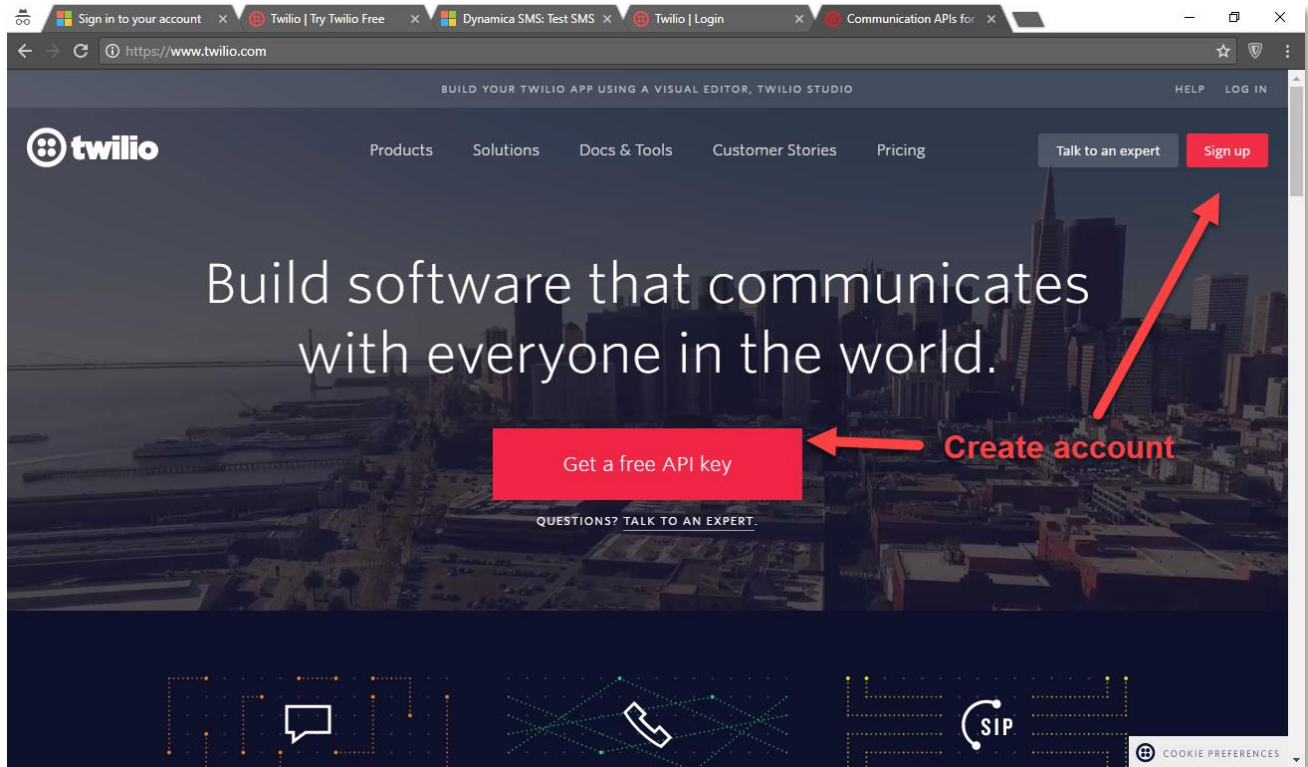 Sign in to your account
Twilio | Try Twilio Free
Dynamica SMS: Test SMS
Twilio | Login
Communication APIs for
https://www.twilio.com
BUILD YOUR TWILIO APP USING A VISUAL EDITOR, TWILIO STUDIO
HELP LOG IN
twilio
Products Solutions Docs & Tools Customer Stories Pricing
Talk to an expert
Sign up
Build software that communicates
with everyone in the world.
Create account
Get a free API key
QUESTIONS? TALK TO AN EXPERT.
SIP
COOKIE PREFERENCES